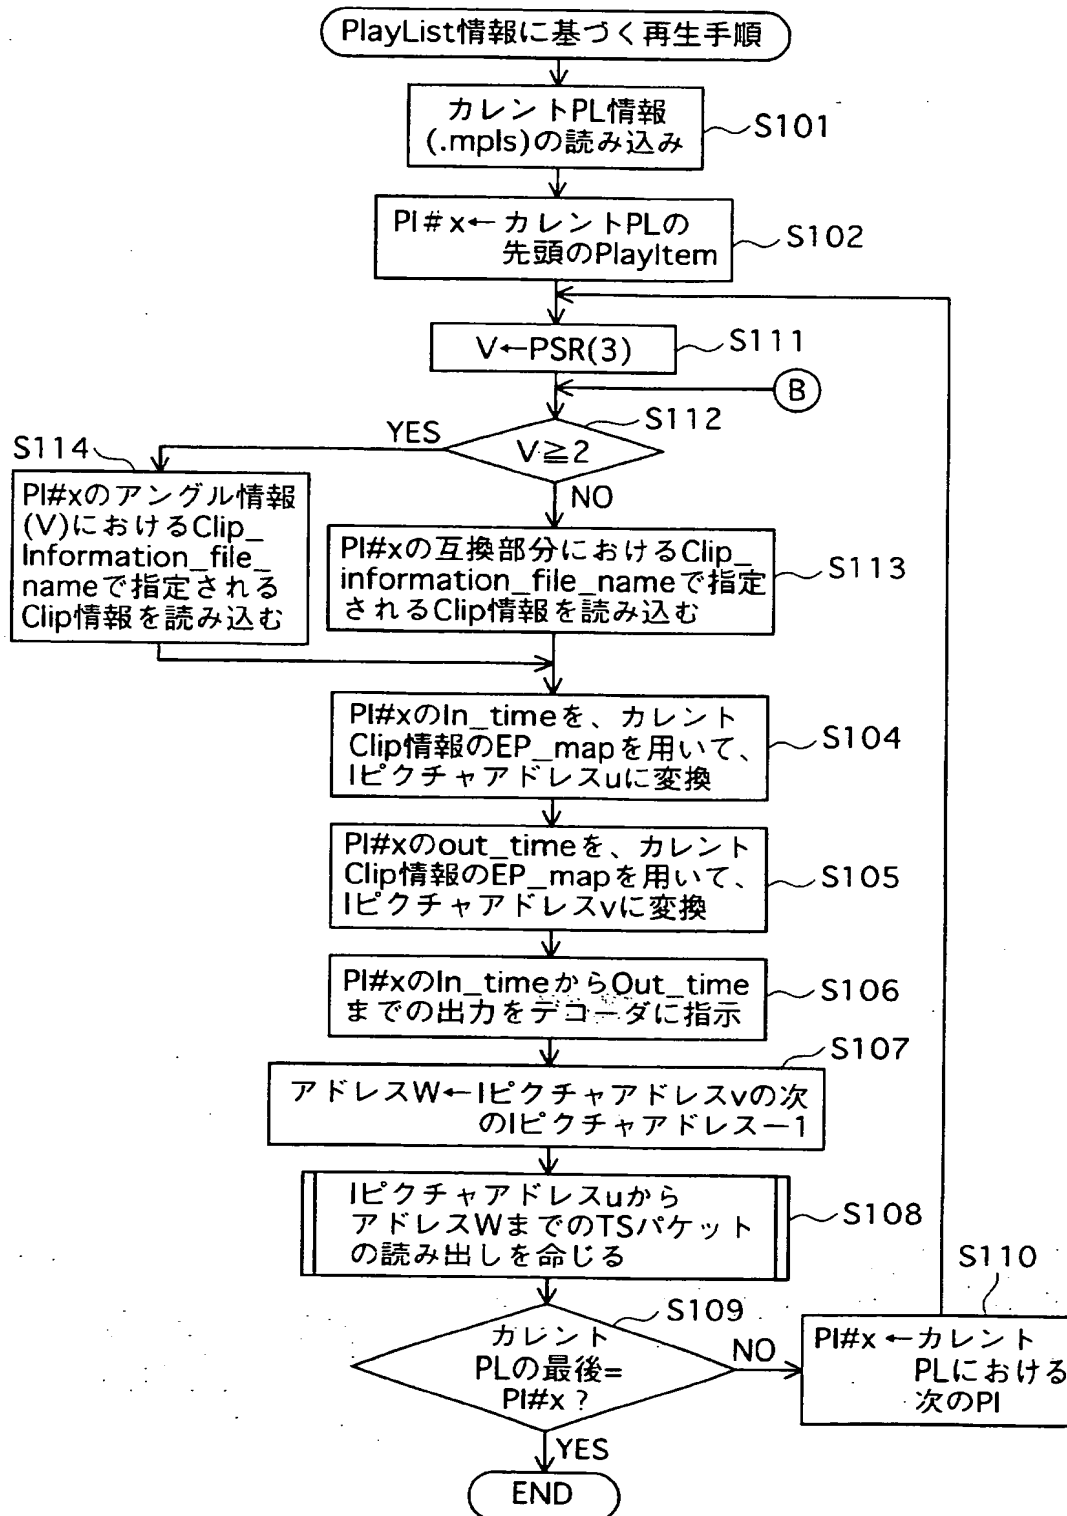 PlayList情報に基づく再生手順
カレントPL情報
(.mpls)の読み込み
S101
PI#x←カレントPLの
先頭のPlayItem
S102
V←PSR(3)
S111
B
S112
V≧2
YES
NO
S114
PI#xのアングル情報
(V)におけるClip_
Information_file_
nameで指定される
Clip情報を読み込む
PI#xの互換部分におけるClip_
information_file_nameで指定
されるClip情報を読み込む
S113
PI#xのIn_timeを、カレント
Clip情報のEP_mapを用いて、
Iピクチャアドレスuに変換
S104
PI#xのout_timeを、カレント
Clip情報のEP_mapを用いて、
Iピクチャアドレスvに変換
S105
PI#xのIn_timeからOut_time
までの出力をデコーダに指示
S106
S107
アドレスW←Iピクチャアドレスvの次
のIピクチャアドレスー1
Iピクチャアドレスuから
アドレスWまでのTSパケット
の読み出しを命じる
S108
S109
カレント
PLの最後=
PI#x?
NO
YES
S110
PI#x←カレント
PLにおける
次のPI
END